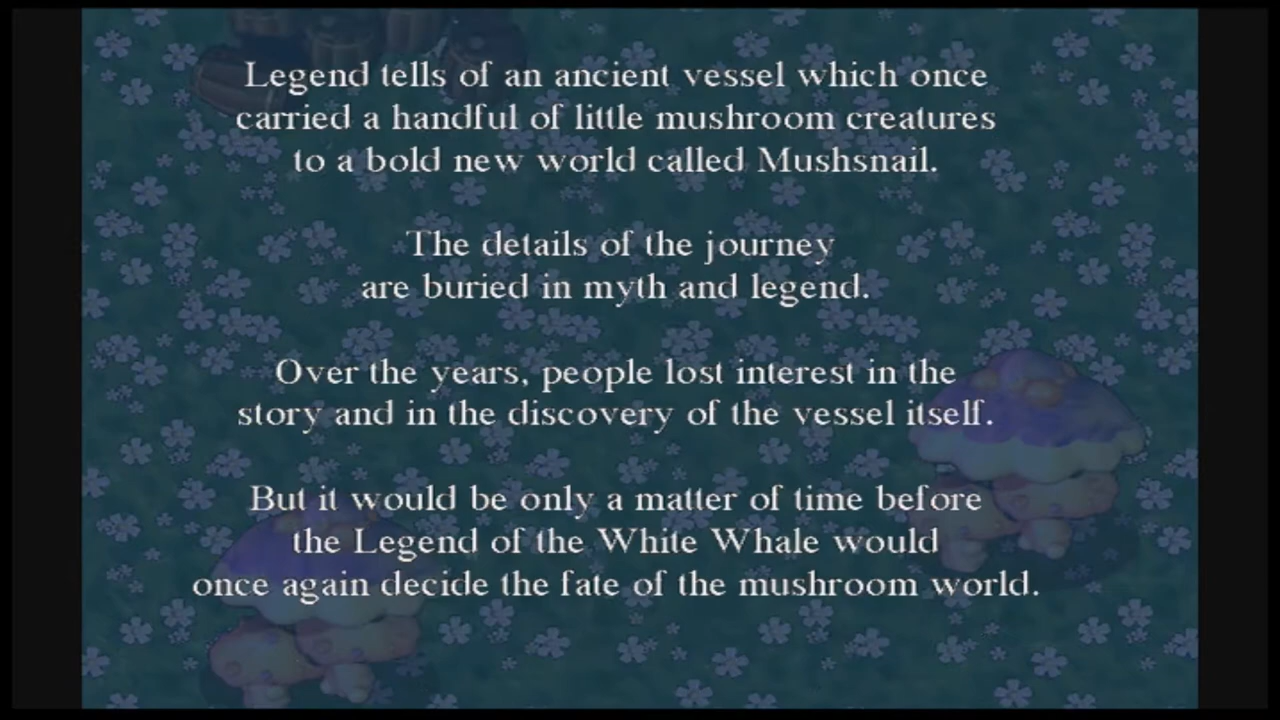 Legend tells of an ancient vessel which once
carried a handful of little mushroom creatures
to a bold new world called Mushsnail.
The details of the journey
are buried in myth and legend.
Over the years, people lost interest in the
story and in the discovery of the vessel itself.
But it would be only a matter of time before
the Legend of the White Whale would
once again decide the fate of the mushroom world.